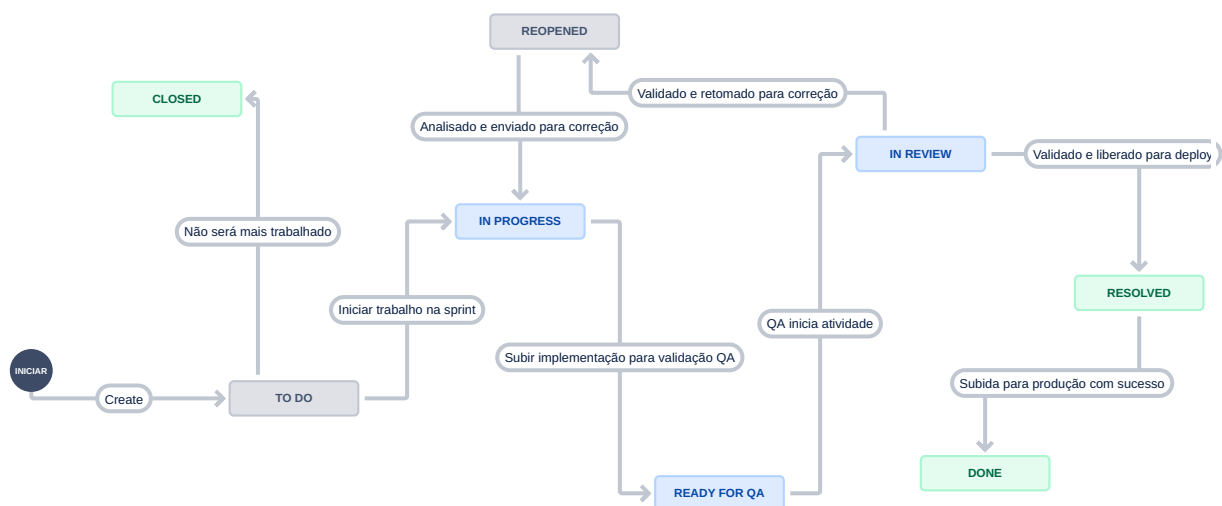 REOPENED
Validado e retomado para correção
CLOSED
Analisado e enviado para correção
IN REVIEW
Validado e liberado para deploy
IN PROGRESS
Não será mais trabalhado
RESOLVED
Iniciar trabalho na sprint
QA inicia atividade
Subir implementação para validação QA
INICIAR
Create
TO DO
Subida para produção com sucesso
DONE
READY FOR QA